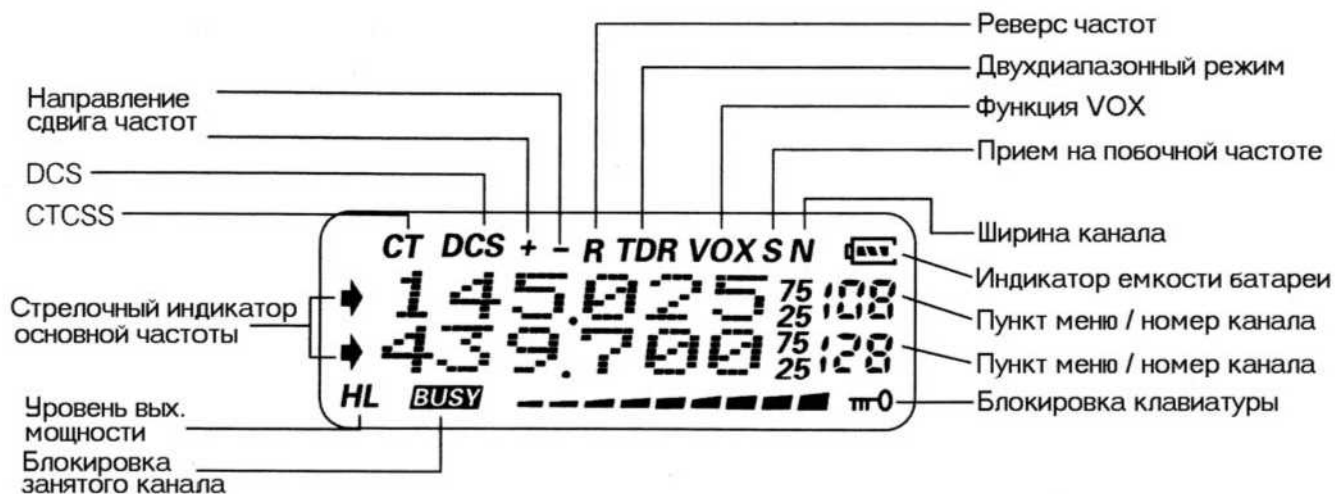 Реверс частот
Двухдиапазонный режим
Функция VOX
Прием на побочной частоте
Ширина канала
Индикатор емкости батареи
Пункт меню / номер канала
Пункт меню / номер канала
Блокировка клавиатуры
Направление
сдвига частот
DCS
CTCSS
Стрелочный индикатор
основной частоты
Уровень вых.
мощности
Блокировка
занятого канала
CT DCS + - R TDR VOX S N
145.025 75 25 108
439.700 75 25 128
HL BUSY